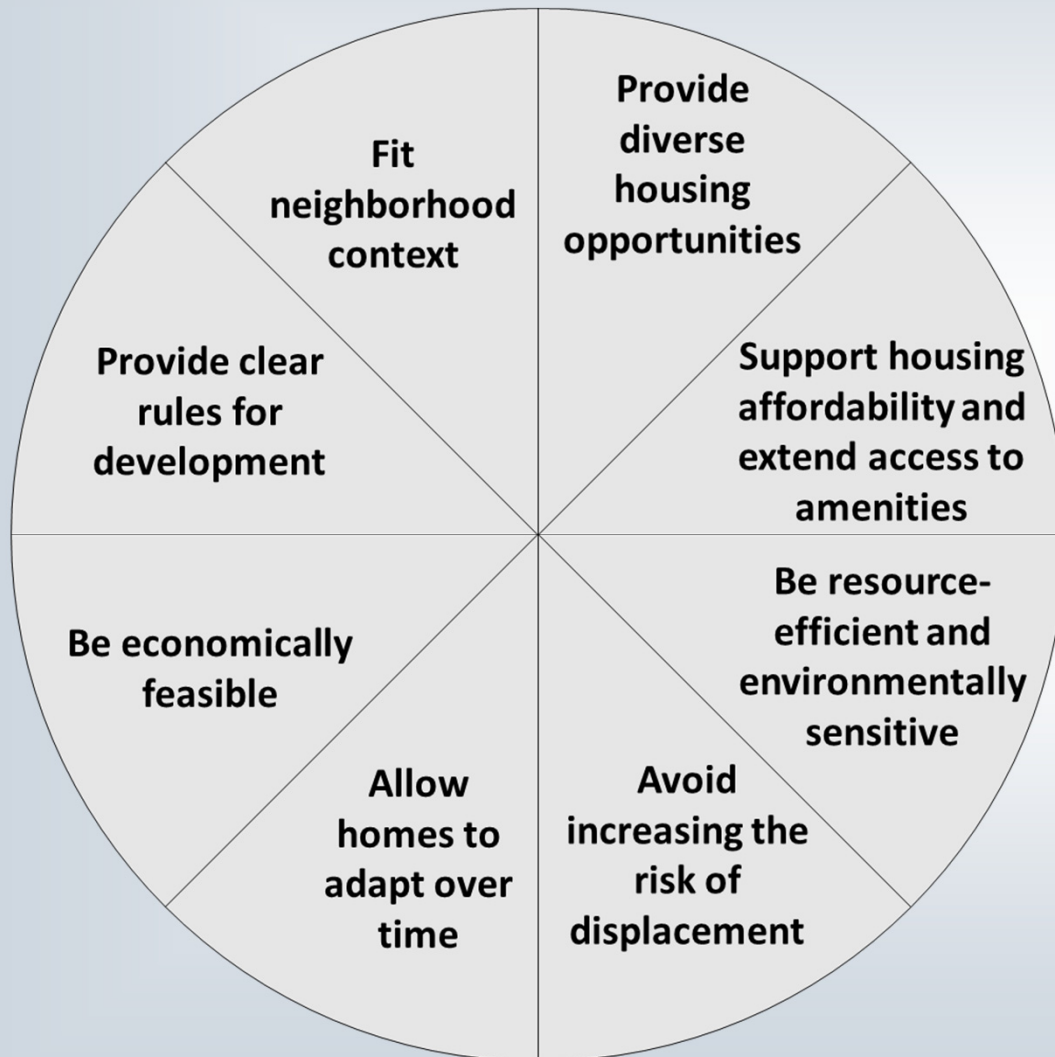 Provide
diverse
housing
opportunities
Support housing
affordability and
extend access to
amenities
Be resource-
efficient and
environmentally
sensitive
Avoid
increasing the
risk of
displacement
Allow
homes to
adapt over
time
Be economically
feasible
Provide clear
rules for
development
Fit
neighborhood
context